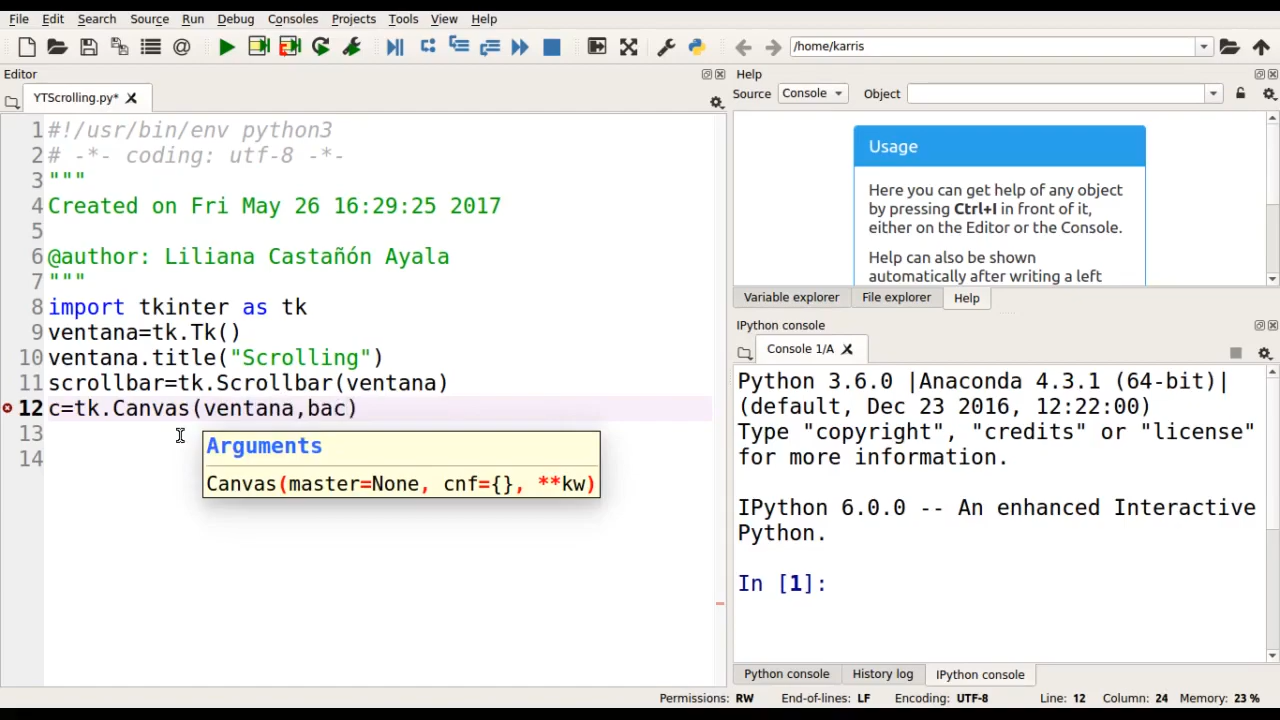 File Edit Search Source Run Debug Consoles Projects Tools View Help
/home/karris
Editor
YTScrolling.py*
1 #!/usr/bin/env python3
2 # -*- coding: utf-8 -*-
3 """
4 Created on Fri May 26 16:29:25 2017
5
6 @author: Liliana Castañón Ayala
7 """
8 import tkinter as tk
9 ventana=tk.Tk()
10 ventana.title("Scrolling")
11 scrollbar=tk.Scrollbar(ventana)
12 c=tk.Canvas(ventana,bac)
13
14
Arguments
Canvas(master=None, cnf={}, **kw)
Help
Source Console Object
Usage
Here you can get help of any object
by pressing Ctrl+I in front of it,
either on the Editor or the Console.
Help can also be shown
automatically after writing a left
Variable explorer File explorer Help
IPython console
Console 1/A
Python 3.6.0 |Anaconda 4.3.1 (64-bit)|
(default, Dec 23 2016, 12:22:00)
Type "copyright", "credits" or "license"
for more information.
IPython 6.0.0 -- An enhanced Interactive
Python.
In [1]:
Python console History log IPython console
Permissions: RW End-of-lines: LF Encoding: UTF-8 Line: 12 Column: 24 Memory: 23 %